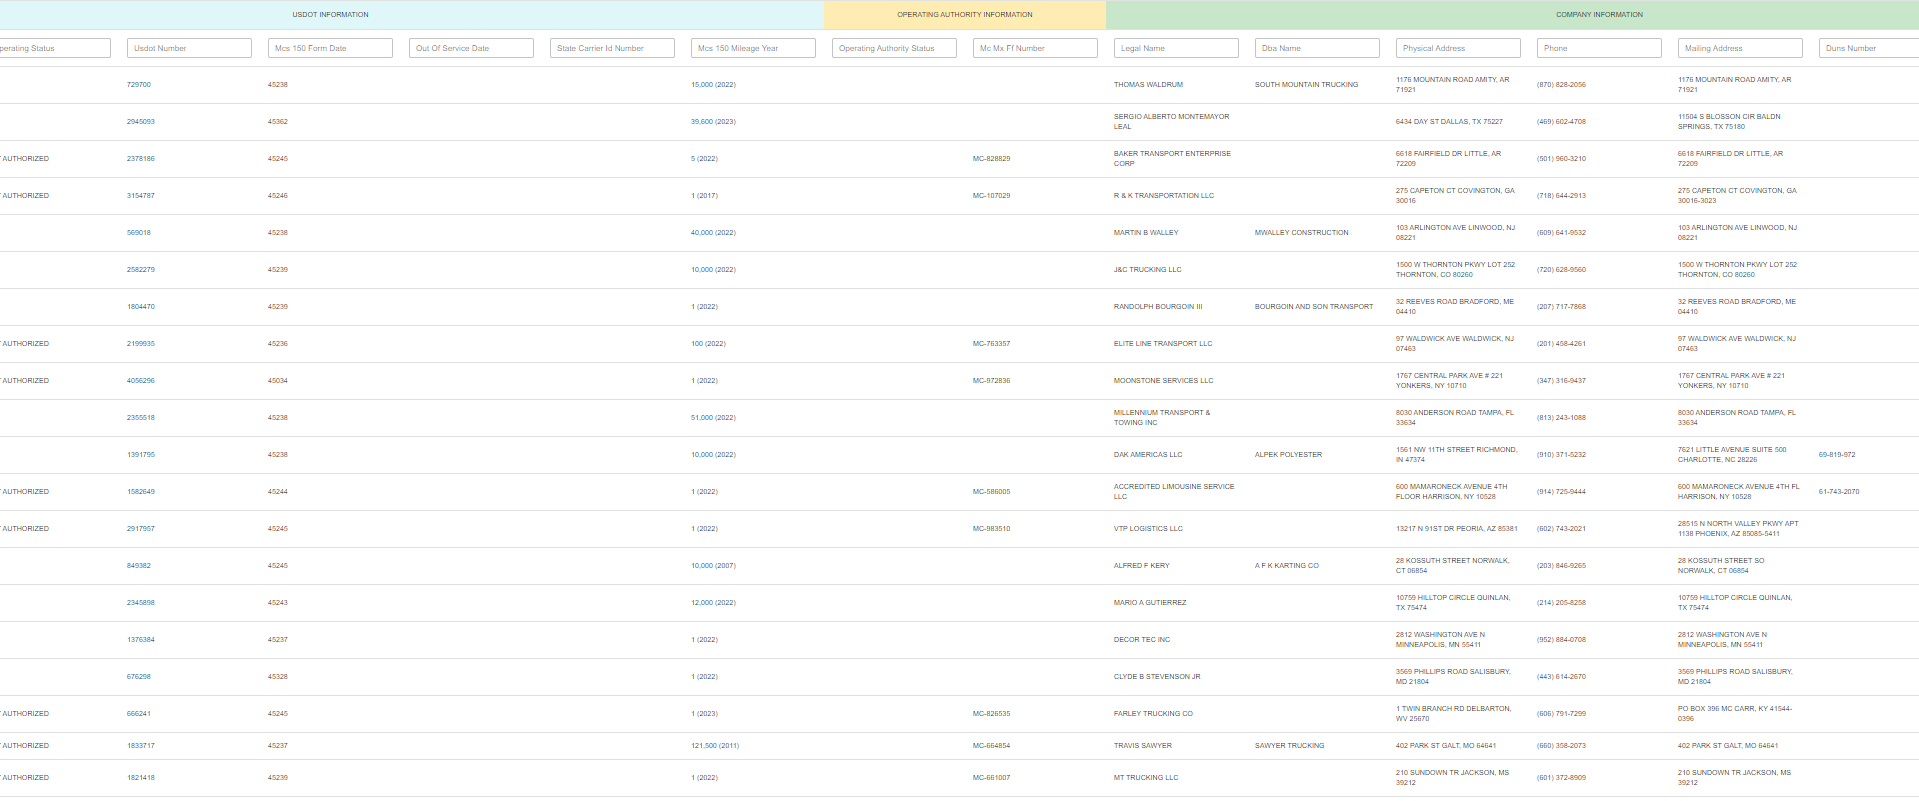 USDOT INFORMATION OPERATING AUTHORITY INFORMATION COMPANY INFORMATION
perating Status Usdot Number Mcs 150 Form Date Out Of Service Date State Carrier Id Number Mcs 150 Mileage Year Operating Authority Status Mc Mx Ff Number Legal Name Dba Name Physical Address Phone Mailing Address Duns Number
729700 45238 15,000 (2022) THOMAS WALDRUM SOUTH MOUNTAIN TRUCKING 1176 MOUNTAIN ROAD AMITY, AR (870) 828-2056 1176 MOUNTAIN ROAD AMITY, AR
71921 71921
2945093 45362 39,600 (2023) SERGIO ALBERTO MONTEMAYOR 6434 DAY ST DALLAS, TX 75227 (469) 602-4708 11504 S BLOSSON CIR BALDN
LEAL SPRINGS, TX 75180
AUTHORIZED 2378186 45245 5 (2022) MC-828829 BAKER TRANSPORT ENTERPRISE 6618 FAIRFIELD DR LITTLE, AR (501) 960-3210 6618 FAIRFIELD DR LITTLE, AR
CORP 72209 72209
AUTHORIZED 3154787 45246 1 (2017) MC-107029 R & K TRANSPORTATION LLC 275 CAPETON CT COVINGTON, GA (718) 644-2913 275 CAPETON CT COVINGTON, GA
30016 30016-3023
569018 45238 40,000 (2022) MARTIN B WALLEY MWALLEY CONSTRUCTION 103 ARLINGTON AVE LINWOOD, NJ (609) 641-9532 103 ARLINGTON AVE LINWOOD, NJ
08221 08221
2582279 45239 10,000 (2022) J&C TRUCKING LLC 1500 W THORNTON PKWY LOT 252 (720) 628-9560 1500 W THORNTON PKWY LOT 252
THORNTON, CO 80260 THORNTON, CO 80260
1804470 45239 1 (2022) RANDOLPH BOURGOIN III BOURGOIN AND SON TRANSPORT 32 REEVES ROAD BRADFORD, ME (207) 717-7868 32 REEVES ROAD BRADFORD, ME
04410 04410
AUTHORIZED 2199935 45236 100 (2022) MC-763357 ELITE LINE TRANSPORT LLC 97 WALDWICK AVE WALDWICK, NJ (201) 458-4261 97 WALDWICK AVE WALDWICK, NJ
07463 07463
AUTHORIZED 4056296 45034 1 (2022) MC-972836 MOONSTONE SERVICES LLC 1767 CENTRAL PARK AVE # 221 (347) 316-9437 1767 CENTRAL PARK AVE # 221
YONKERS, NY 10710 YONKERS, NY 10710
2355518 45238 51,000 (2022) MILLENNIUM TRANSPORT & 8030 ANDERSON ROAD TAMPA, FL (813) 243-1088 8030 ANDERSON ROAD TAMPA, FL
TOWING INC 33634 33634
1391795 45238 10,000 (2022) DAK AMERICAS LLC ALPEK POLYESTER 1561 NW 11TH STREET RICHMOND, (910) 371-5232 7621 LITTLE AVENUE SUITE 500 69-819-972
IN 47374 CHARLOTTE, NC 28226
AUTHORIZED 1582649 45244 1 (2022) MC-586005 ACCREDITED LIMOUSINE SERVICE 600 MAMARONECK AVENUE 4TH (914) 725-9444 600 MAMARONECK AVENUE 4TH FL 61-743-2070
LLC FLOOR HARRISON, NY 10528 HARRISON, NY 10528
AUTHORIZED 2917957 45245 1 (2022) MC-983510 VTP LOGISTICS LLC 13217 N 91ST DR PEORIA, AZ 85381 (602) 743-2021 28515 N NORTH VALLEY PKWY APT
1138 PHOENIX, AZ 85085-5411
849382 45245 10,000 (2007) ALFRED F KERY A F K KARTING CO 28 KOSSUTH STREET NORWALK, (203) 846-9265 28 KOSSUTH STREET SO
CT 06854 NORWALK, CT 06854
2345898 45243 12,000 (2022) MARIO A GUTIERREZ 10759 HILLTOP CIRCLE QUINLAN, (214) 205-8258 10759 HILLTOP CIRCLE QUINLAN,
TX 75474 TX 75474
1376384 45237 1 (2022) DECOR TEC INC 2812 WASHINGTON AVE N (952) 884-0708 2812 WASHINGTON AVE N
MINNEAPOLIS, MN 55411 MINNEAPOLIS, MN 55411
676298 45328 1 (2022) CLYDE B STEVENSON JR 3569 PHILLIPS ROAD SALISBURY, (443) 614-2670 3569 PHILLIPS ROAD SALISBURY,
MD 21804 MD 21804
AUTHORIZED 666241 45245 1 (2023) MC-826535 FARLEY TRUCKING CO 1 TWIN BRANCH RD DELBARTON, (606) 791-7299 PO BOX 396 MC CARR, KY 41544-
WV 25670 0396
AUTHORIZED 1833717 45237 121,500 (2011) MC-664854 TRAVIS SAWYER SAWYER TRUCKING 402 PARK ST GALT, MO 64641 (660) 358-2073 402 PARK ST GALT, MO 64641
AUTHORIZED 1821418 45239 1 (2022) MC-661007 MT TRUCKING LLC 210 SUNDOWN TR JACKSON, MS (601) 372-8909 210 SUNDOWN TR JACKSON, MS
39212 39212